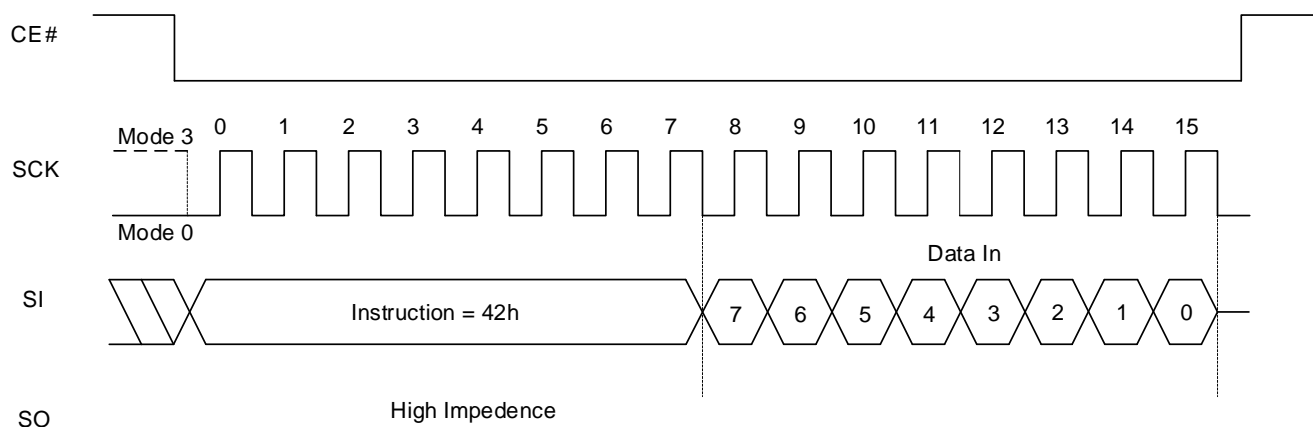 CE#
0 1 2 3 4 5 6 7 8 9 10 11 12 13 14 15
Mode 3
SCK
Mode 0
Data In
SI
Instruction = 42h
7 6 5 4 3 2 1 0
High Impedence
SO